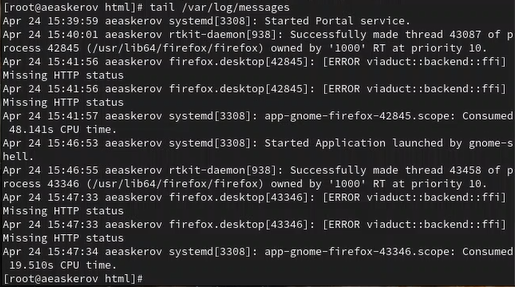 [root@aeaskerov html]# tail /var/log/messages
Apr 24 15:39:59 aeaskerov systemd[3308]: Started Portal service.
Apr 24 15:40:01 aeaskerov rtkit-daemon[938]: Successfully made thread 43087 of p
rocess 42845 (/usr/lib64/firefox/firefox) owned by '1000' RT at priority 10.
Apr 24 15:41:56 aeaskerov firefox.desktop[42845]: [ERROR viaduct::backend::ffi]
Missing HTTP status
Apr 24 15:41:56 aeaskerov firefox.desktop[42845]: [ERROR viaduct::backend::ffi]
Missing HTTP status
Apr 24 15:41:57 aeaskerov systemd[3308]: app-gnome-firefox-42845.scope: Consumed
 48.141s CPU time.
Apr 24 15:46:53 aeaskerov systemd[3308]: Started Application launched by gnome-s
hell.
Apr 24 15:46:55 aeaskerov rtkit-daemon[938]: Successfully made thread 43458 of p
rocess 43346 (/usr/lib64/firefox/firefox) owned by '1000' RT at priority 10.
Apr 24 15:47:33 aeaskerov firefox.desktop[43346]: [ERROR viaduct::backend::ffi]
Missing HTTP status
Apr 24 15:47:33 aeaskerov firefox.desktop[43346]: [ERROR viaduct::backend::ffi]
Missing HTTP status
Apr 24 15:47:34 aeaskerov systemd[3308]: app-gnome-firefox-43346.scope: Consumed
 19.510s CPU time.
[root@aeaskerov html]#